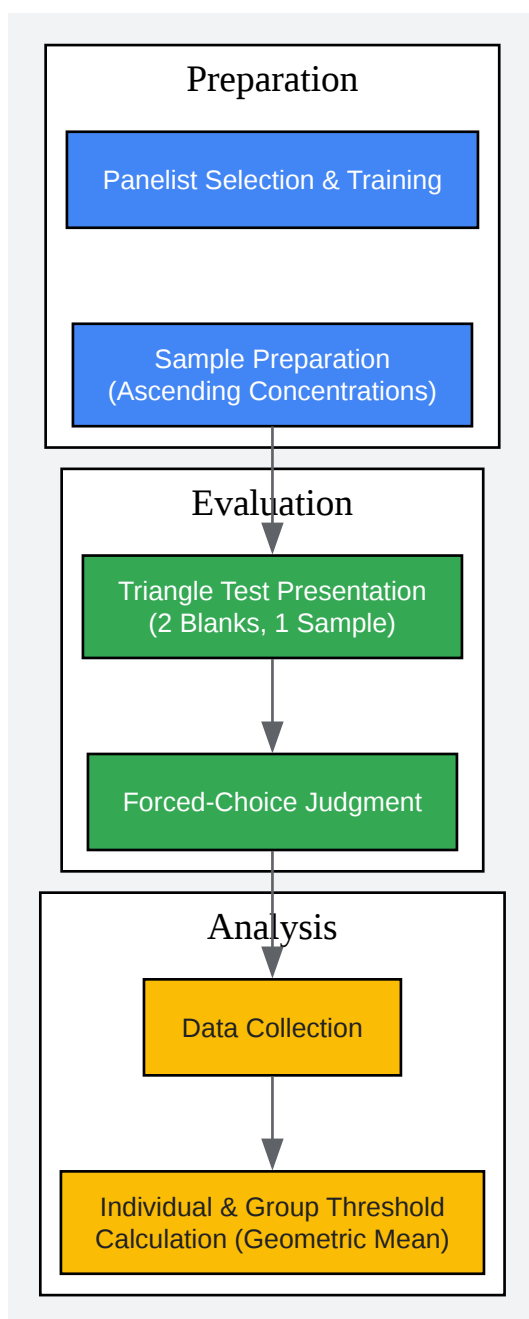 Preparation
Panelist Selection & Training
Sample Preparation
(Ascending Concentrations)
Evaluation
Triangle Test Presentation
(2 Blanks, 1 Sample)
Forced-Choice Judgment
Analysis
Data Collection
Individual & Group Threshold
Calculation (Geometric Mean)